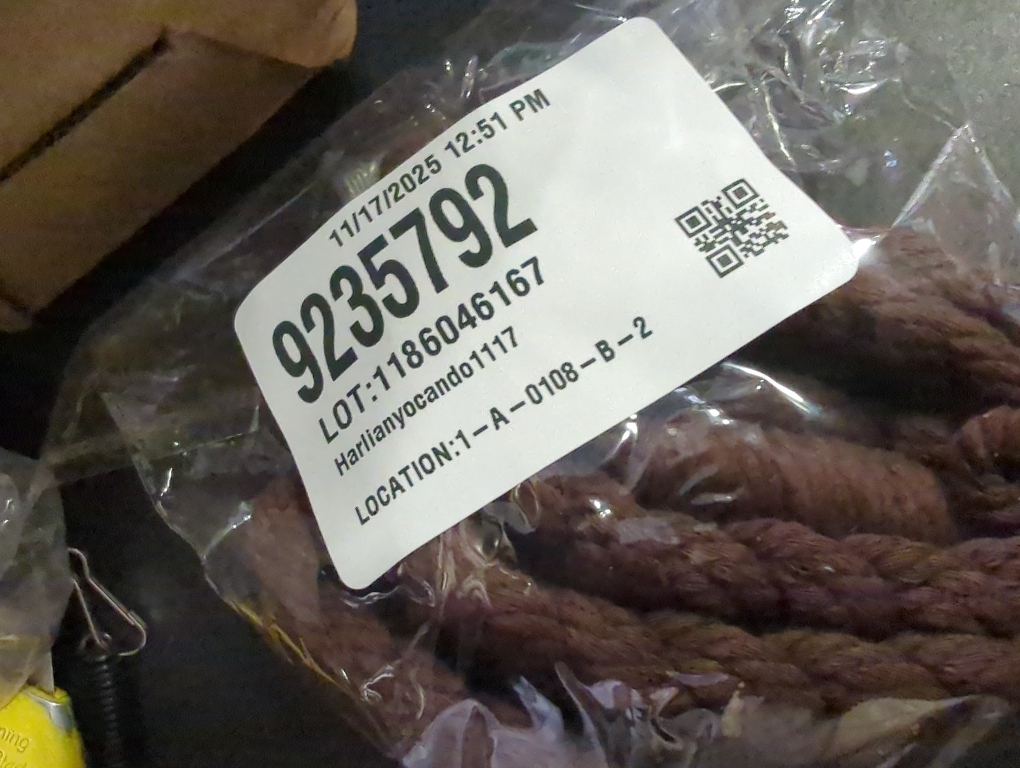 11/17/2025 12:51 PM
9235792
LOT:1186046167
Harlianyocando1117
LOCATION:1-A-0108-B-2